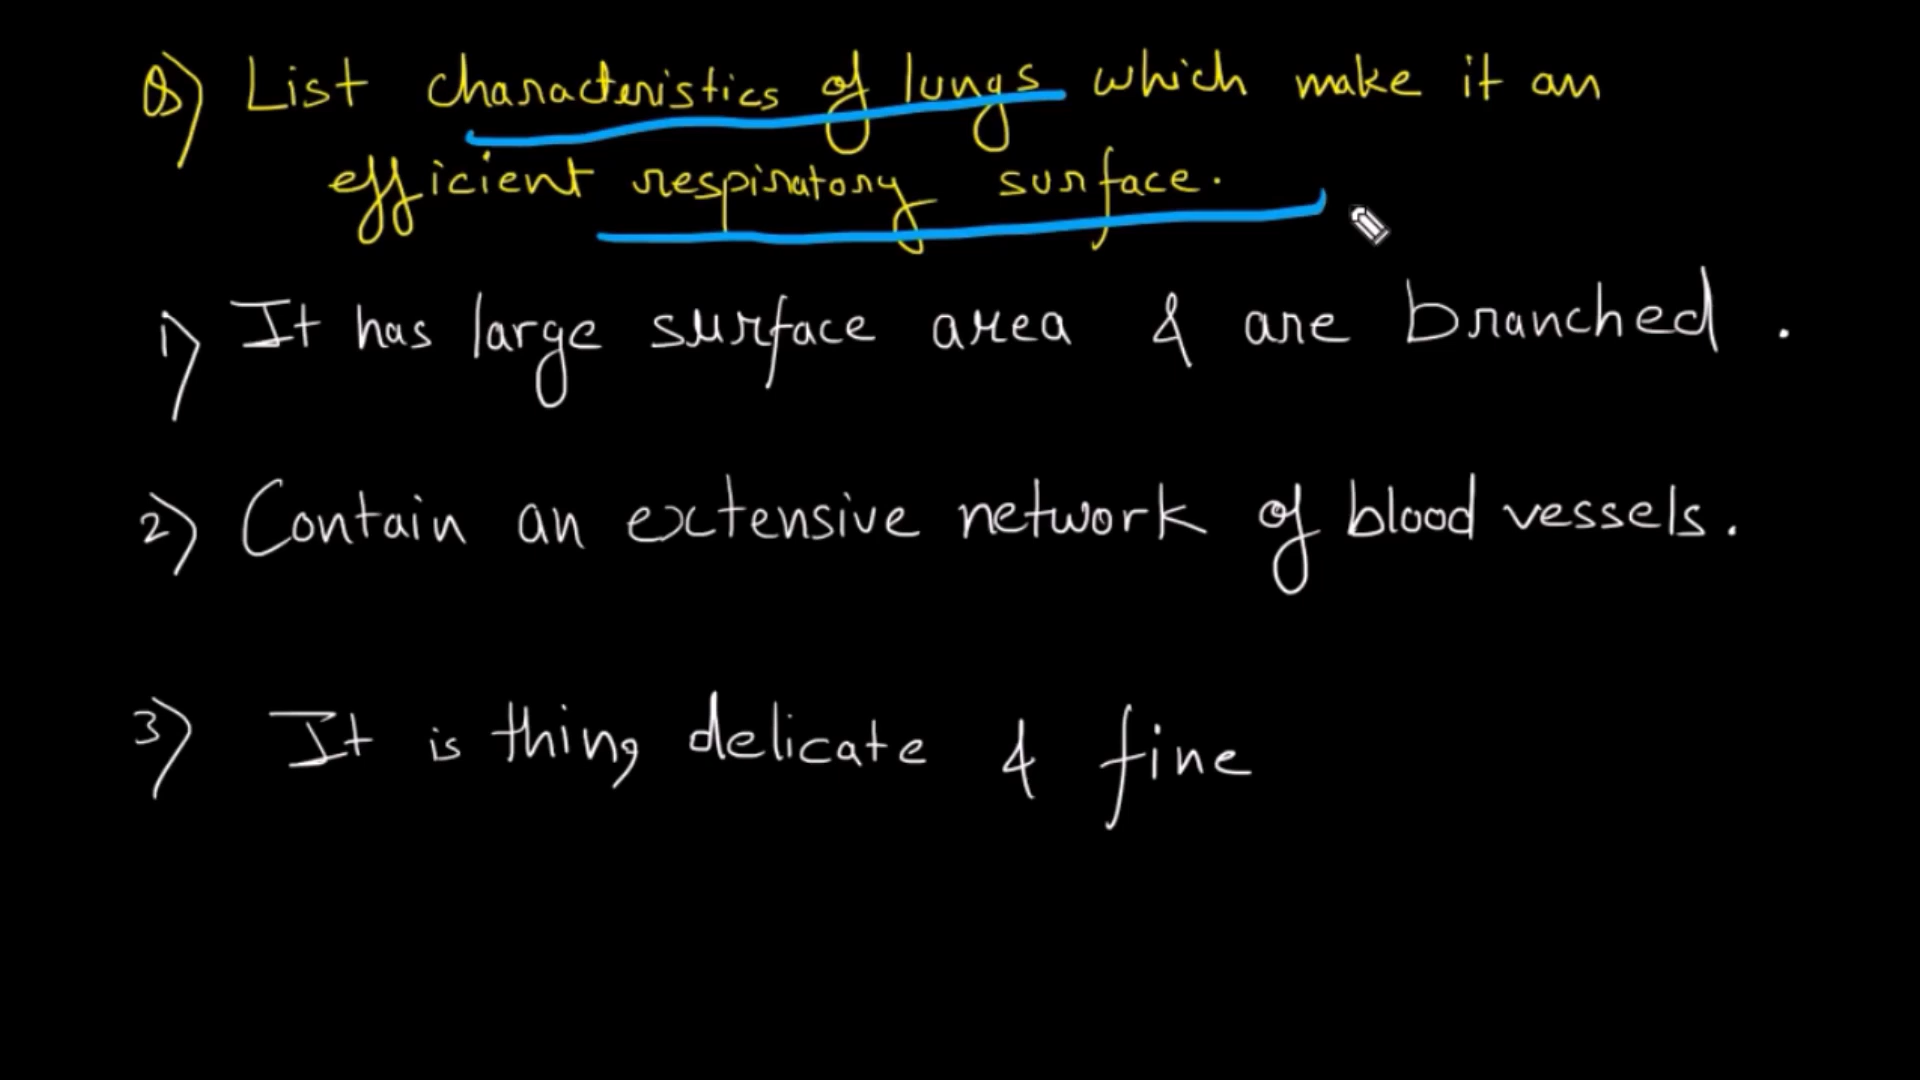 Q) List characteristics of lungs which make it an
efficient respiratory surface.
1) It has large surface area & are branched .
2) Contain an extensive network of blood vessels.
3) It is thing delicate & fine